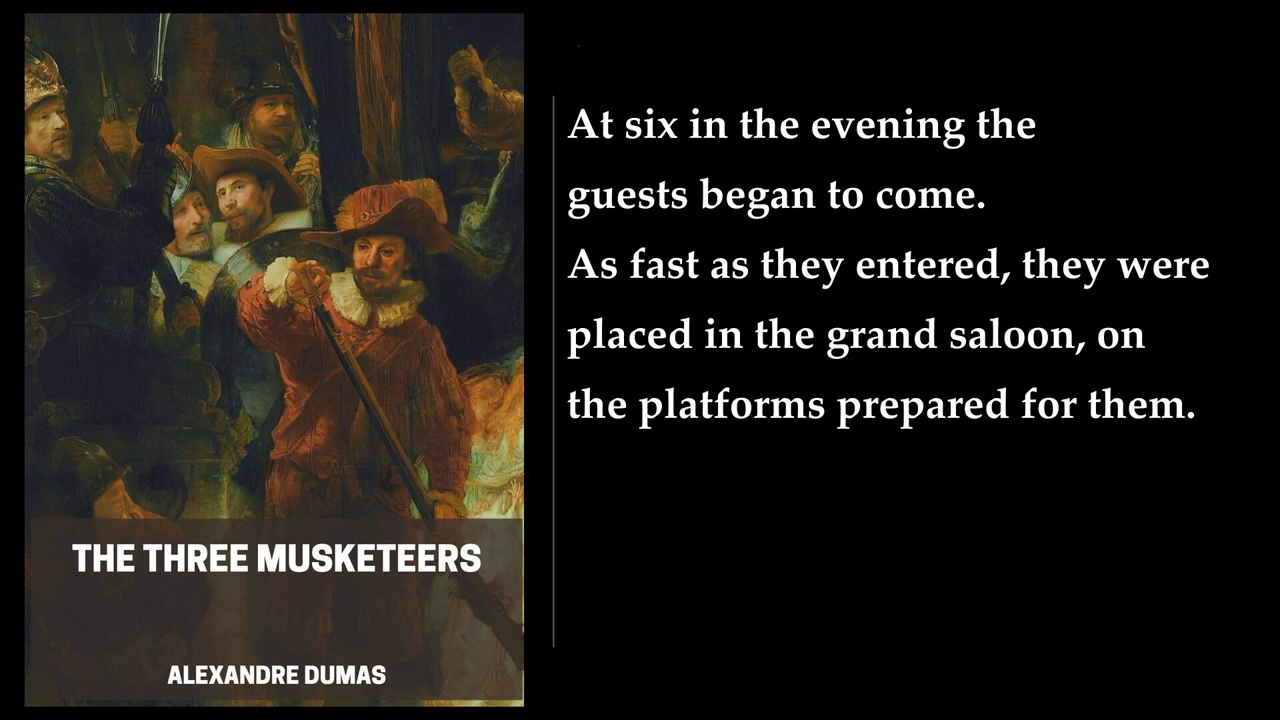 THE THREE MUSKETEERS
ALEXANDRE DUMAS
At six in the evening the
guests began to come.
As fast as they entered, they were
placed in the grand saloon, on
the platforms prepared for them.